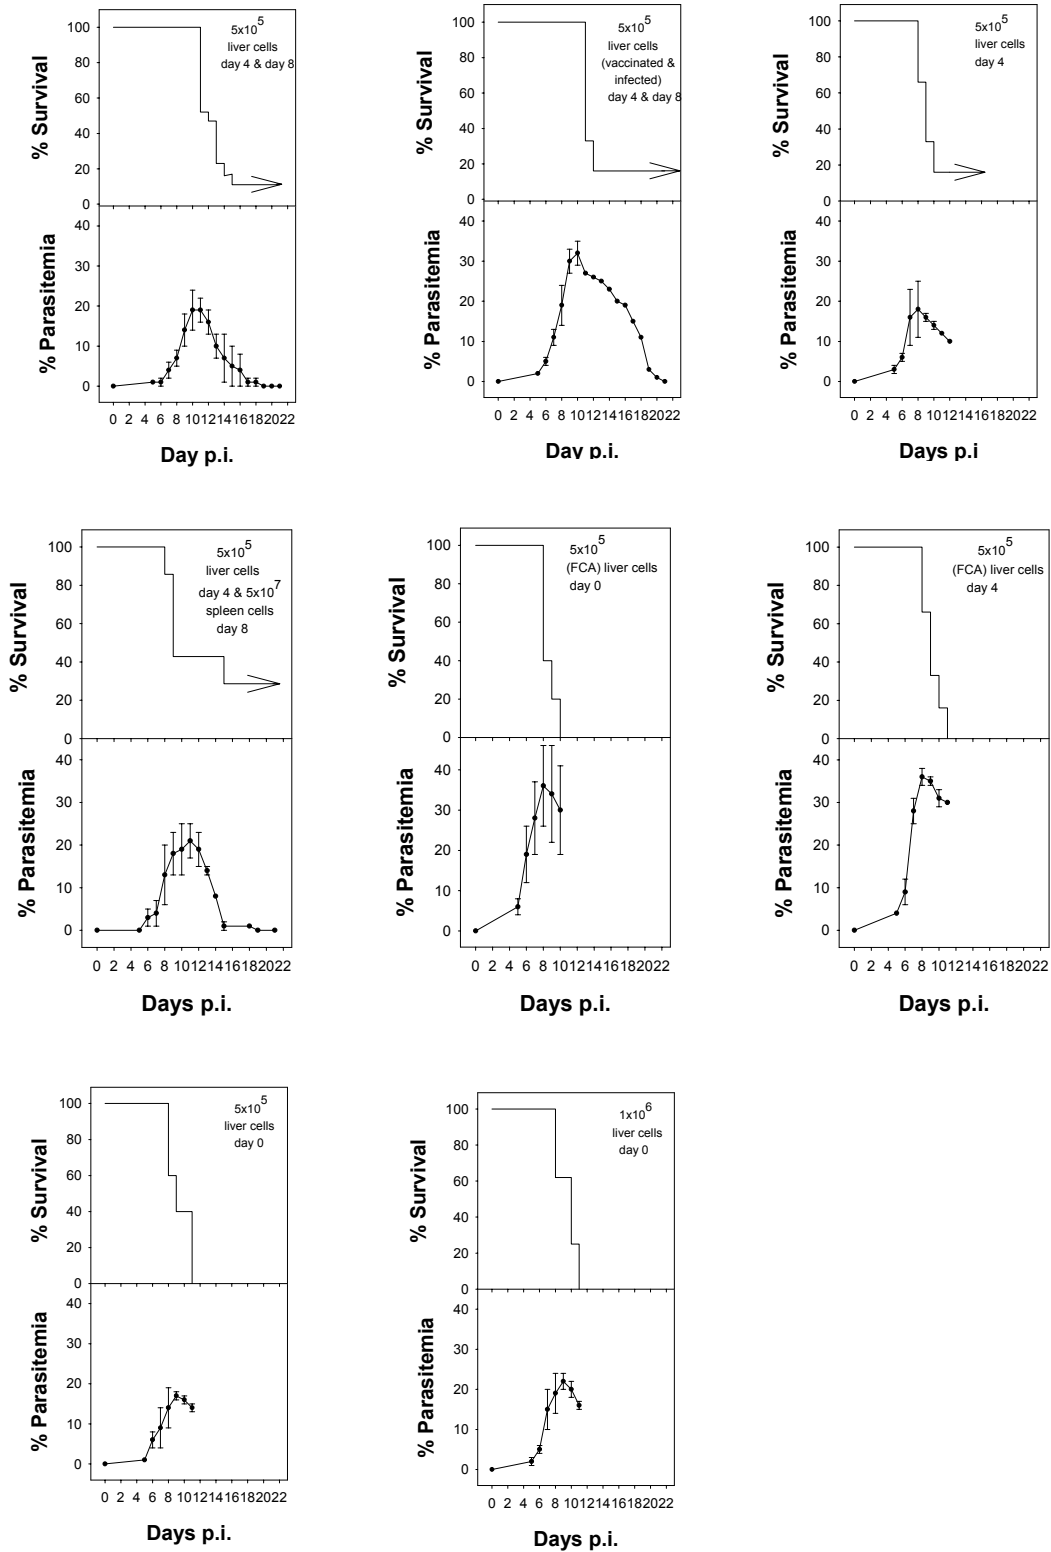 % Survival
100
80
60
40
20
0
5x10^5
liver cells
day 4 & day 8
% Parasitemia
40
30
20
10
0
0 2 4 6 8 10 12 14 16 18 20 22
Day p.i.
% Survival
100
80
60
40
20
0
5x10^5
liver cells
(vaccinated &
infected)
day 4 & day 8
% Parasitemia
40
30
20
10
0
0 2 4 6 8 10 12 14 16 18 20 22
Day p.i.
% Survival
100
80
60
40
20
0
5x10^5
liver cells
day 4
% Parasitemia
40
30
20
10
0
0 2 4 6 8 10 12 14 16 18 20 22
Days p.i
% Survival
100
80
60
40
20
0
5x10^5
liver cells
day 4 & 5x10^7
spleen cells
day 8
% Parasitemia
40
30
20
10
0
0 2 4 6 8 10 12 14 16 18 20 22
Days p.i.
% Survival
100
80
60
40
20
0
5x10^5
(FCA) liver cells
day 0
% Parasitemia
40
30
20
10
0
0 2 4 6 8 10 12 14 16 18 20 22
Days p.i.
% Survival
100
80
60
40
20
0
5x10^5
(FCA) liver cells
day 4
% Parasitemia
40
30
20
10
0
0 2 4 6 8 10 12 14 16 18 20 22
Days p.i.
% Survival
100
80
60
40
20
0
5x10^5
liver cells
day 0
% Parasitemia
40
30
20
10
0
0 2 4 6 8 10 12 14 16 18 20 22
Days p.i.
% Survival
100
80
60
40
20
0
1x10^6
liver cells
day 0
% Parasitemia
40
30
20
10
0
0 2 4 6 8 10 12 14 16 18 20 22
Days p.i.